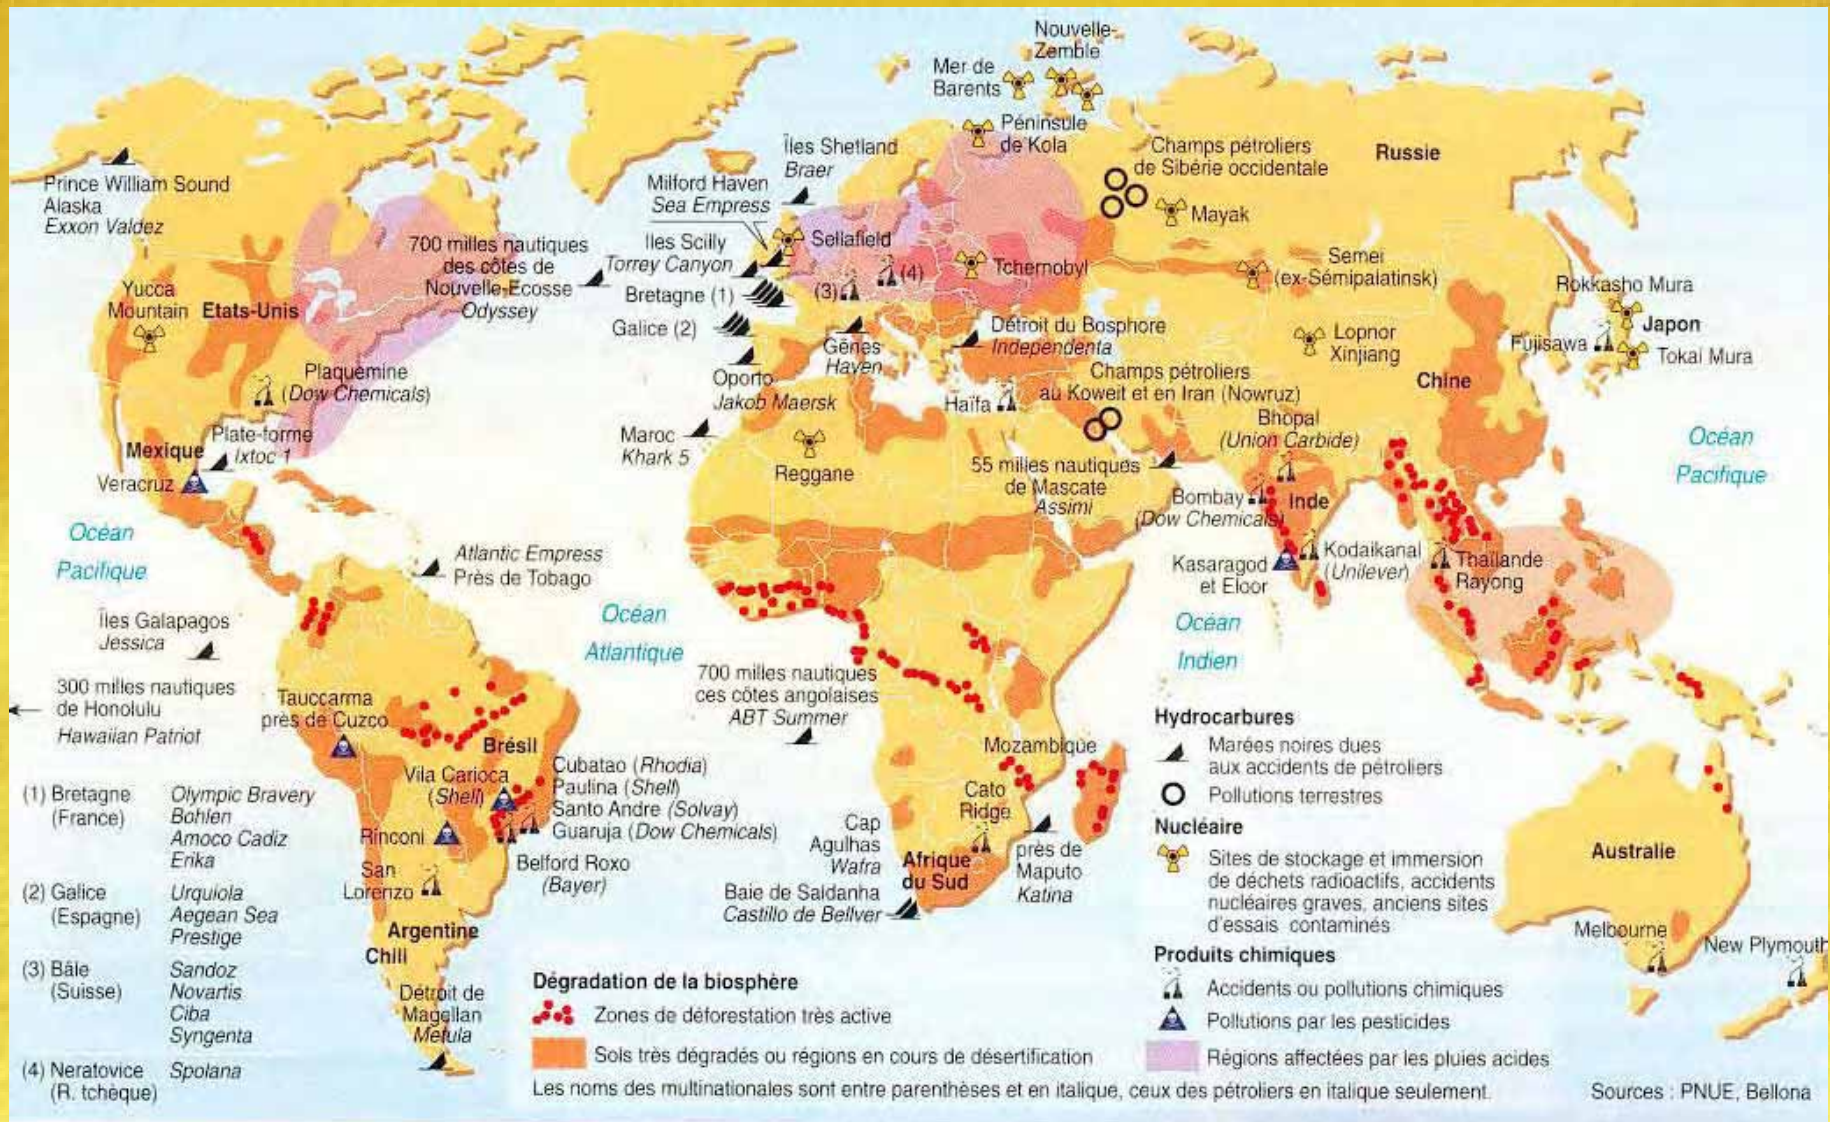 Nouvelle-
Zemble
Mer de
Barents
Péninsule
de Kola
Îles Shetland
Braer
Champs pétroliers
de Sibérie occidentale
Russie
Prince William Sound
Alaska
Exxon Valdez
Milford Haven
Sea Empress
Mayak
700 milles nautiques
des côtes de
Nouvelle-Ecosse
Odyssey
Iles Scilly
Torrey Canyon
Sellafield
Tchernobyl
(4)
(3)
Semei
(ex-Sémipalatinsk)
Bretagne (1)
Galice (2)
Yucca
Mountain
Etats-Unis
Rokkasho Mura
Japon
Fujisawa
Tokai Mura
Lopnor
Xinjiang
Gênes
Haven
Détroit du Bosphore
Independenta
Plaquemine
(Dow Chemicals)
Oporto
Jakob Maersk
Haïfa
Champs pétroliers
au Koweit et en Iran (Nowruz)
Chine
Bhopal
(Union Carbide)
Maroc
Khark 5
Mexique
Plate-forme
Ixtoc 1
Veracruz
Reggane
55 milles nautiques
de Mascate
Assimi
Bombay
(Dow Chemicals)
Inde
Océan
Pacifique
Océan
Pacifique
Atlantic Empress
Près de Tobago
Kasaragod
et Eloor
Kodaikanal
(Unilever)
Thaïlande
Rayong
Îles Galapagos
Jessica
Océan
Atlantique
Océan
Indien
300 milles nautiques
de Honolulu
Hawaiian Patriot
Tauccarma
près de Cuzco
700 milles nautiques
ces côtes angolaises
ABT Summer
Brésil
Vila Carioca
(Shell)
Cubatao (Rhodia)
Paulina (Shell)
Santo Andre (Solvay)
Guaruja (Dow Chemicals)
Mozambique
Cato
Ridge
Rinconi
San
Lorenzo
Belford Roxo
(Bayer)
Cap
Agulhas
Wafra
Afrique
du Sud
près de
Maputo
Katina
Baie de Saldanha
Castillo de Bellver
Australie
Melbourne
New Plymouth
Argentine
Chili
Détroit de
Magellan
Metula
(1) Bretagne
(France)
Olympic Bravery
Bohlen
Amoco Cadiz
Erika
(2) Galice
(Espagne)
Urquiola
Aegean Sea
Prestige
(3) Bâle
(Suisse)
Sandoz
Novartis
Ciba
Syngenta
(4) Neratovice
(R. tchèque)
Spolana
Hydrocarbures
Marées noires dues
aux accidents de pétroliers
Pollutions terrestres
Nucléaire
Sites de stockage et immersion
de déchets radioactifs, accidents
nucléaires graves, anciens sites
d'essais contaminés
Produits chimiques
Accidents ou pollutions chimiques
Pollutions par les pesticides
Régions affectées par les pluies acides
Dégradation de la biosphère
Zones de déforestation très active
Sols très dégradés ou régions en cours de désertification
Les noms des multinationales sont entre parenthèses et en italique, ceux des pétroliers en italique seulement.
Sources : PNUE, Bellona